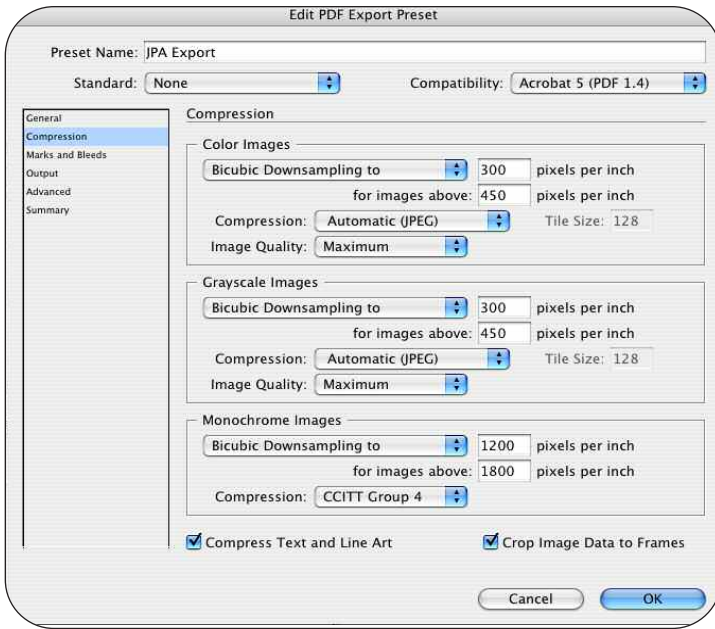 Edit PDF Export Preset
Preset Name: JPA Export
Standard: None Compatibility: Acrobat 5 (PDF 1.4)
General
Compression
Marks and Bleeds
Output
Advanced
Summary
Compression
Color Images
Bicubic Downsampling to 300 pixels per inch
for images above: 450 pixels per inch
Compression: Automatic (JPEG) Tile Size: 128
Image Quality: Maximum
Grayscale Images
Bicubic Downsampling to 300 pixels per inch
for images above: 450 pixels per inch
Compression: Automatic (JPEG) Tile Size: 128
Image Quality: Maximum
Monochrome Images
Bicubic Downsampling to 1200 pixels per inch
for images above: 1800 pixels per inch
Compression: CCITT Group 4
Compress Text and Line Art Crop Image Data to Frames
Cancel OK